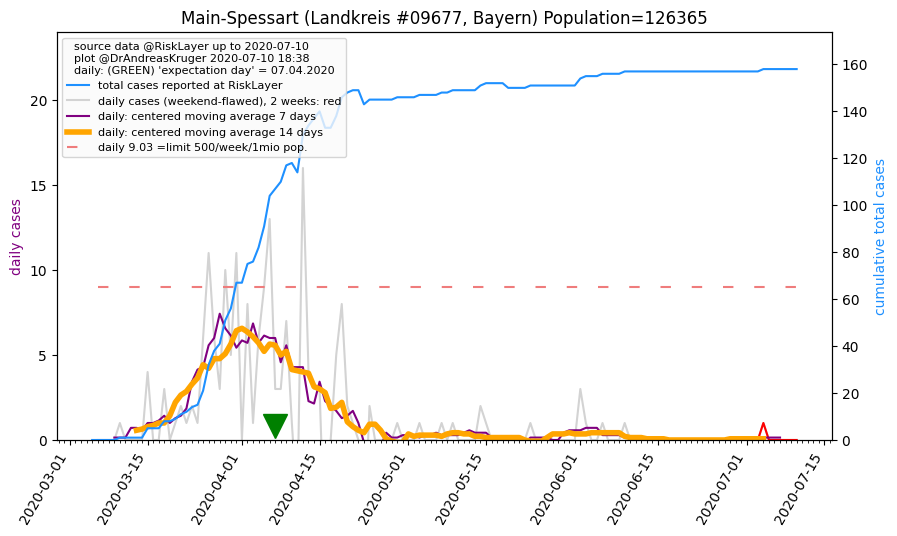 Main-Spessart (Landkreis #09677, Bayern) Population=126365
source data @RiskLayer up to 2020-07-10
plot @DrAndreasKruger 2020-07-10 18:38
daily: (GREEN) 'expectation day' = 07.04.2020
total cases reported at RiskLayer
daily cases (weekend-flawed), 2 weeks: red
daily: centered moving average 7 days
daily: centered moving average 14 days
daily 9.03 =limit 500/week/1mio pop.
daily cases
20
15
10
5
0
cumulative total cases
160
140
120
100
80
60
40
20
0
2020-03-01
2020-03-15
2020-04-01
2020-04-15
2020-05-01
2020-05-15
2020-06-01
2020-06-15
2020-07-01
2020-07-15